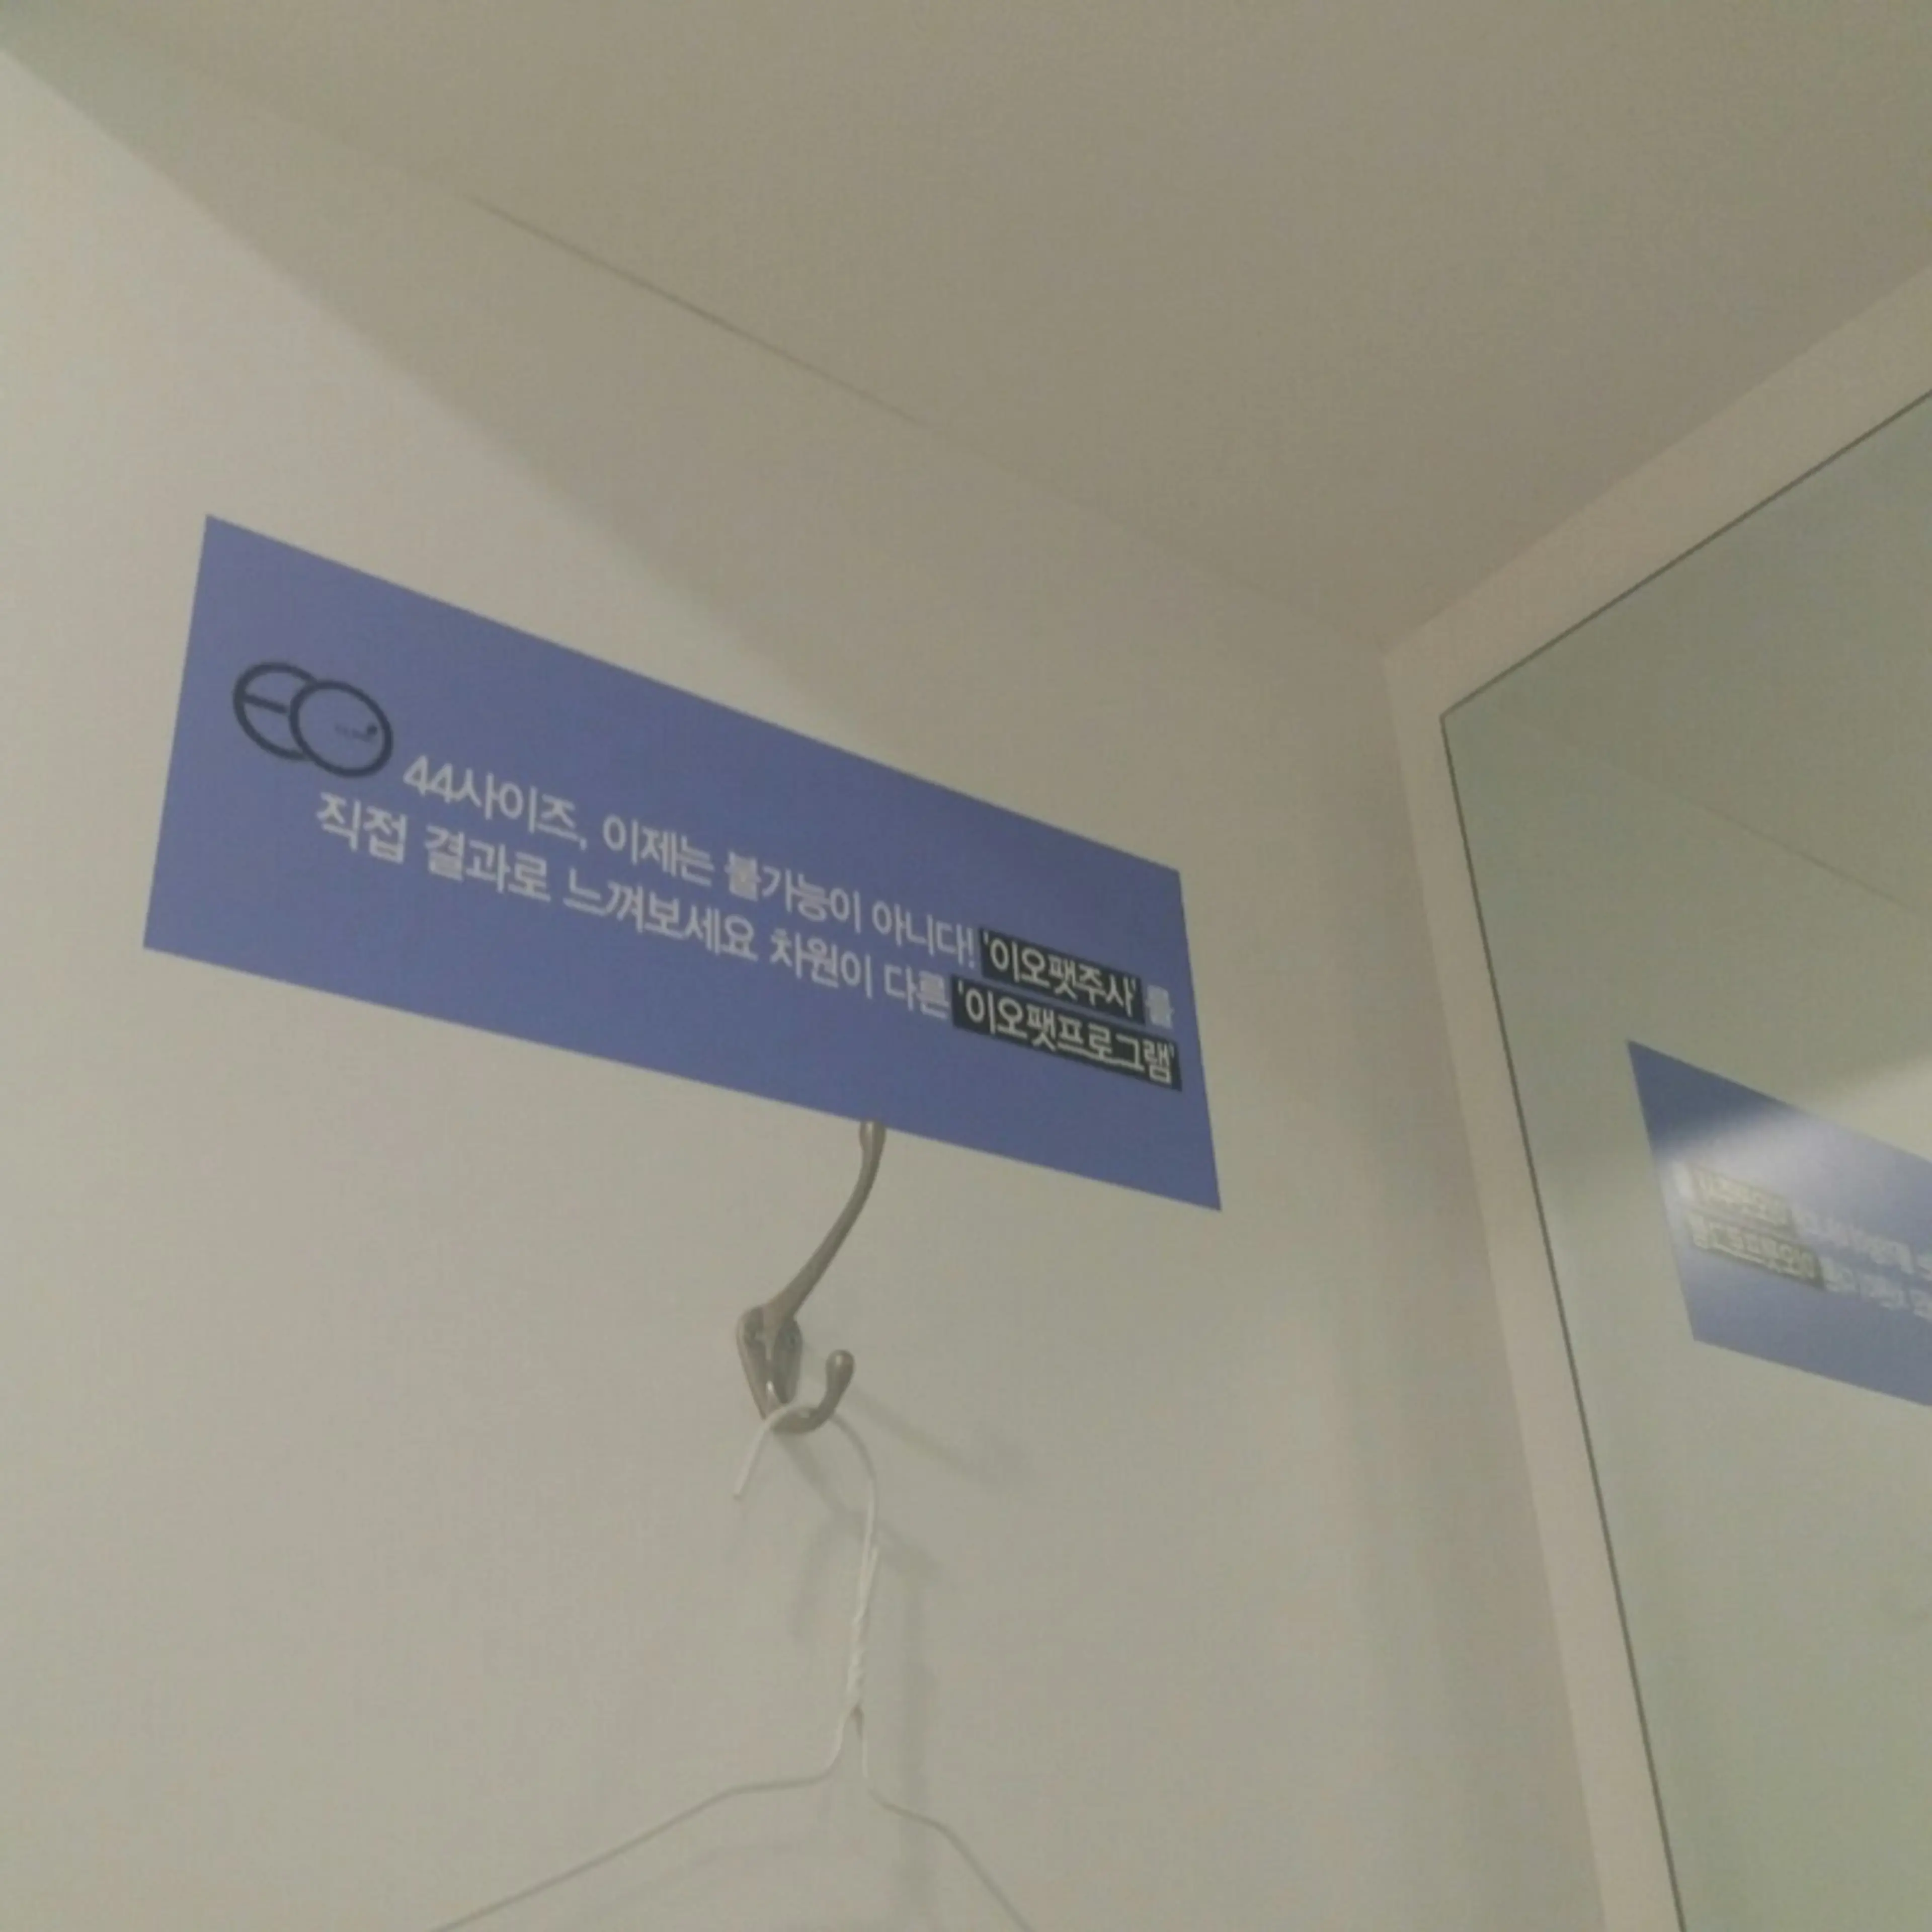 EO
44사이즈, 이제는 불가능이 아니다! '이오팻주사' 를
직접 결과로 느껴보세요 차원이 다른 '이오팻프로그램'